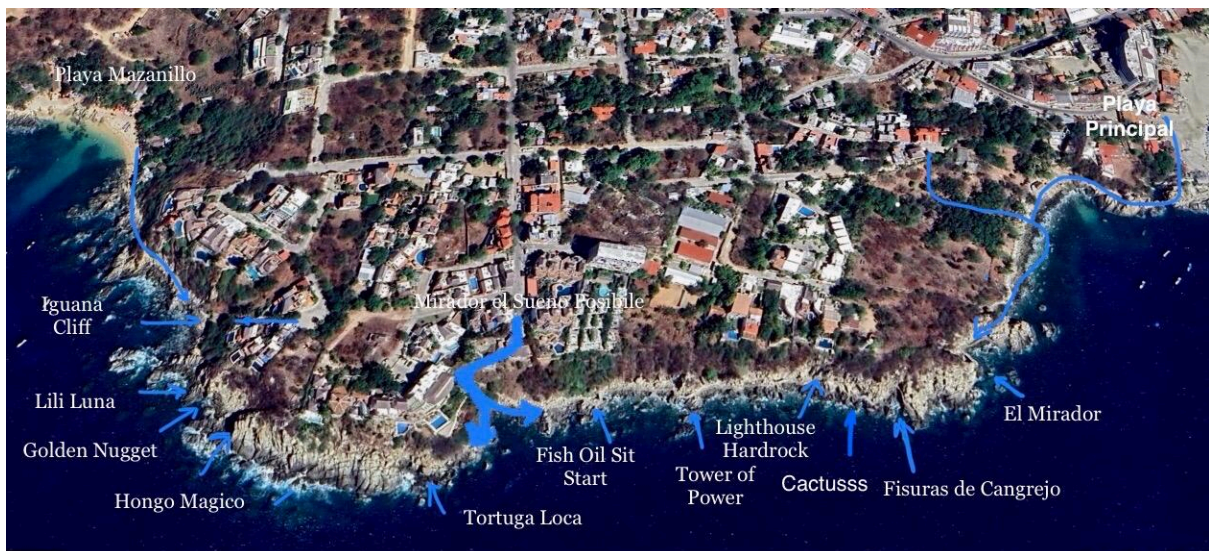 Playa Mazanillo
Playa
Principal
Mirador el Sueno Posibile
Iguana
Cliff
Lili Luna
Golden Nugget
Hongo Magico
Tortuga Loca
Fish Oil Sit
Start
Tower of
Power
Lighthouse
Hardrock
Cactusss
Fisuras de Cangrejo
El Mirador